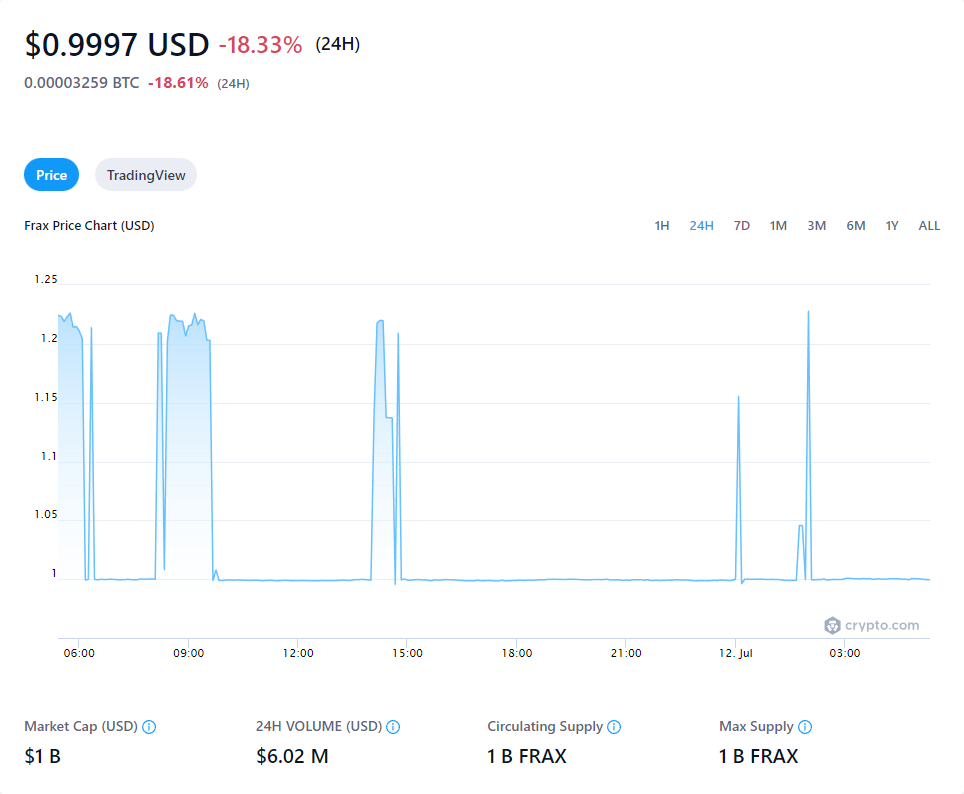 $0.9997 USD -18.33% (24H)
0.00003259 BTC -18.61% (24H)
Price TradingView
Frax Price Chart (USD) 1H 24H 7D 1M 3M 6M 1Y ALL
1.25
1.2
1.15
1.1
1.05
1
crypto.com
06:00 09:00 12:00 15:00 18:00 21:00 12. Jul 03:00
Market Cap (USD) 24H VOLUME (USD) Circulating Supply Max Supply
$1 B $6.02 M 1 B FRAX 1 B FRAX